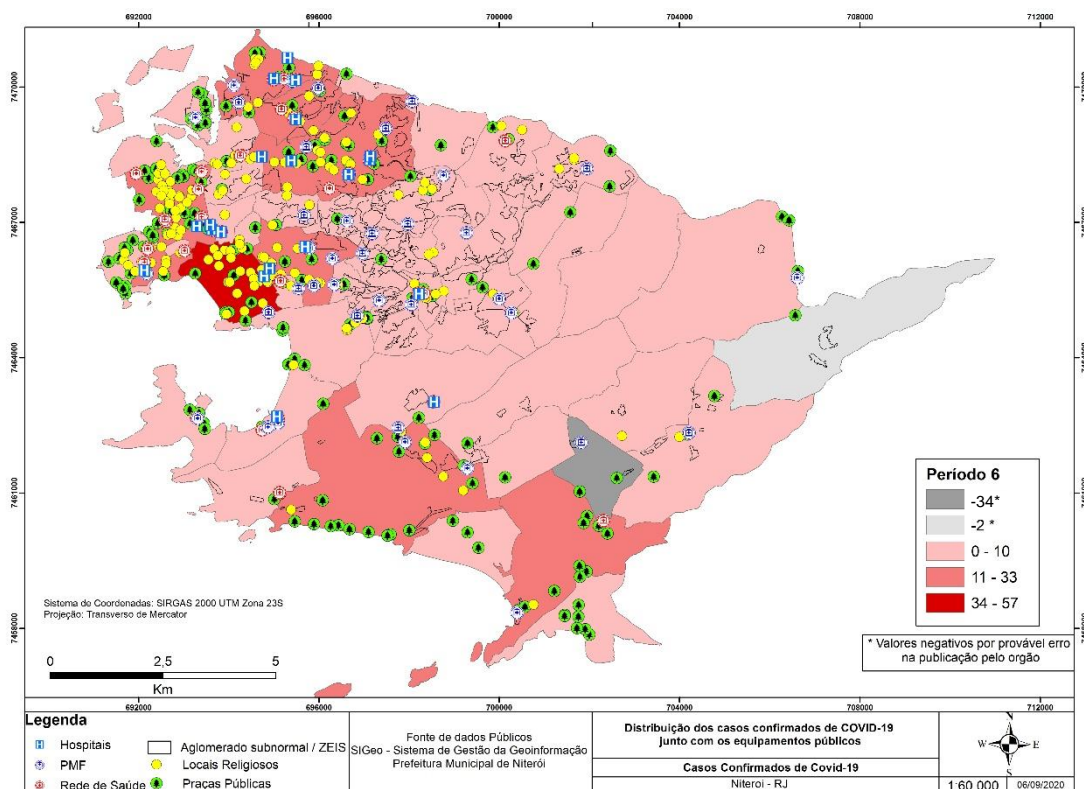 692000 696000 700000 704000 708000 712000
7470000
7467000
7464000
7461000
7458000
7470000
7467000
7464000
7461000
7458000
Período 6
-34*
-2 *
0 - 10
11 - 33
34 - 57
* Valores negativos por provável erro
na publicação pelo orgão
Sistema de Coordenadas: SIRGAS 2000 UTM Zona 23S
Projeção: Transverso de Mercator
0 2,5 5
Km
692000 696000 700000 704000 708000 712000
Legenda
H Hospitais
PMF
Rede de Saúde
Aglomerado subnormal / ZEIS
Locais Religiosos
Praças Públicas
Fonte de dados Públicos
SIGeo - Sistema de Gestão da Geoinformação
Prefeitura Municipal de Niterói
Distribuição dos casos confirmados de COVID-19
junto com os equipamentos públicos
Casos Confirmados de Covid-19
Niteroi - RJ
N
W E
S
1:60.000 06/09/2020